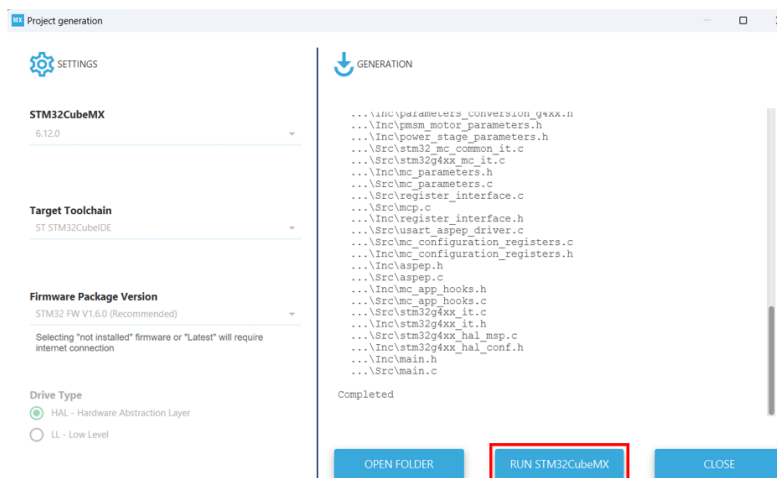 MX Project generation
SETTINGS
GENERATION
STM32CubeMX
6.12.0
Target Toolchain
ST STM32CubeIDE
Firmware Package Version
STM32 FW V1.6.0 (Recommended)
Selecting "not installed" firmware or "Latest" will require
internet connection
Drive Type
HAL - Hardware Abstraction Layer
LL - Low Level
...\Inc\parameters_conversion_g4xx.h
...\Inc\pmsm_motor_parameters.h
...\Inc\power_stage_parameters.h
...\Src\stm32_mc_common_it.c
...\Src\stm32g4xx_mc_it.c
...\Inc\mc_parameters.h
...\Src\mc_parameters.c
...\Src\register_interface.c
...\Src\mcp.c
...\Inc\register_interface.h
...\Src\usart_aspep_driver.c
...\Src\mc_configuration_registers.c
...\Inc\mc_configuration_registers.h
...\Inc\aspep.h
...\Src\aspep.c
...\Inc\mc_app_hooks.h
...\Src\mc_app_hooks.c
...\Src\stm32g4xx_it.c
...\Inc\stm32g4xx_it.h
...\Src\stm32g4xx_hal_msp.c
...\Inc\stm32g4xx_hal_conf.h
...\Inc\main.h
...\Src\main.c
Completed
OPEN FOLDER
RUN STM32CubeMX
CLOSE